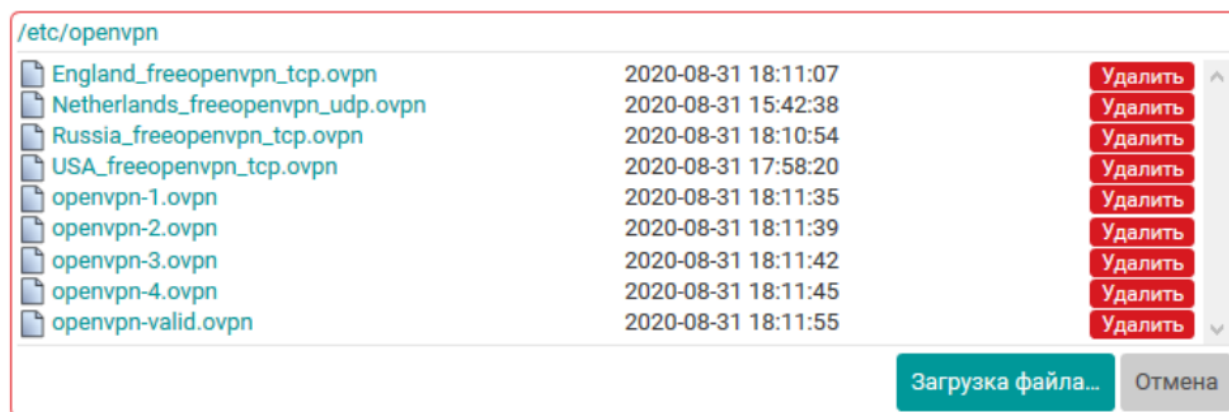 /etc/openvpn
England_freeopenvpn_tcp.ovpn 2020-08-31 18:11:07 Удалить
Netherlands_freeopenvpn_udp.ovpn 2020-08-31 15:42:38 Удалить
Russia_freeopenvpn_tcp.ovpn 2020-08-31 18:10:54 Удалить
USA_freeopenvpn_tcp.ovpn 2020-08-31 17:58:20 Удалить
openvpn-1.ovpn 2020-08-31 18:11:35 Удалить
openvpn-2.ovpn 2020-08-31 18:11:39 Удалить
openvpn-3.ovpn 2020-08-31 18:11:42 Удалить
openvpn-4.ovpn 2020-08-31 18:11:45 Удалить
openvpn-valid.ovpn 2020-08-31 18:11:55 Удалить
Загрузка файла... Отмена